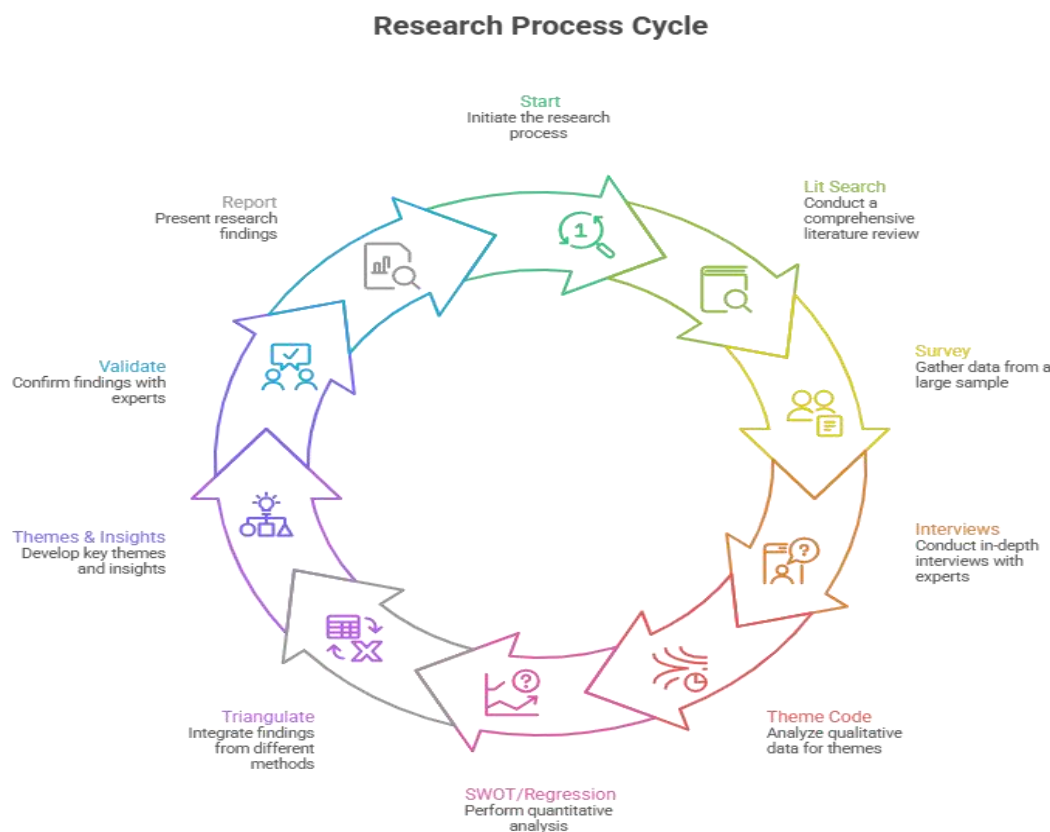 Research Process Cycle
Start
Initiate the research
process
1
Lit Search
Conduct a
comprehensive
literature review
Survey
Gather data from a
large sample
Interviews
Conduct in-depth
interviews with
experts
?
Theme Code
Analyze qualitative
data for themes
SWOT/Regression
Perform quantitative
analysis
?
Triangulate
Integrate findings
from different
methods
Themes & Insights
Develop key themes
and insights
Validate
Confirm findings with
experts
Report
Present research
findings